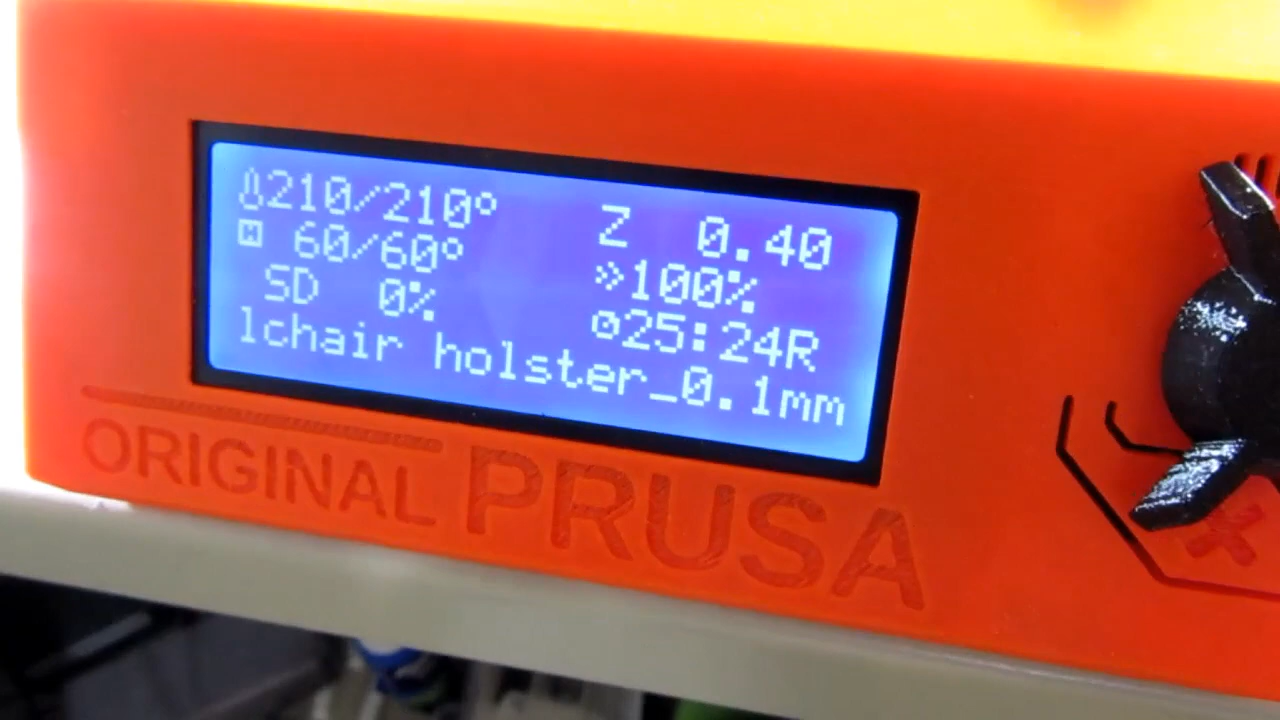 210/210° Z 0.40
60/60° »100%
SD 0% 25:24R
lchair holster_0.1mm
ORIGINAL PRUSA